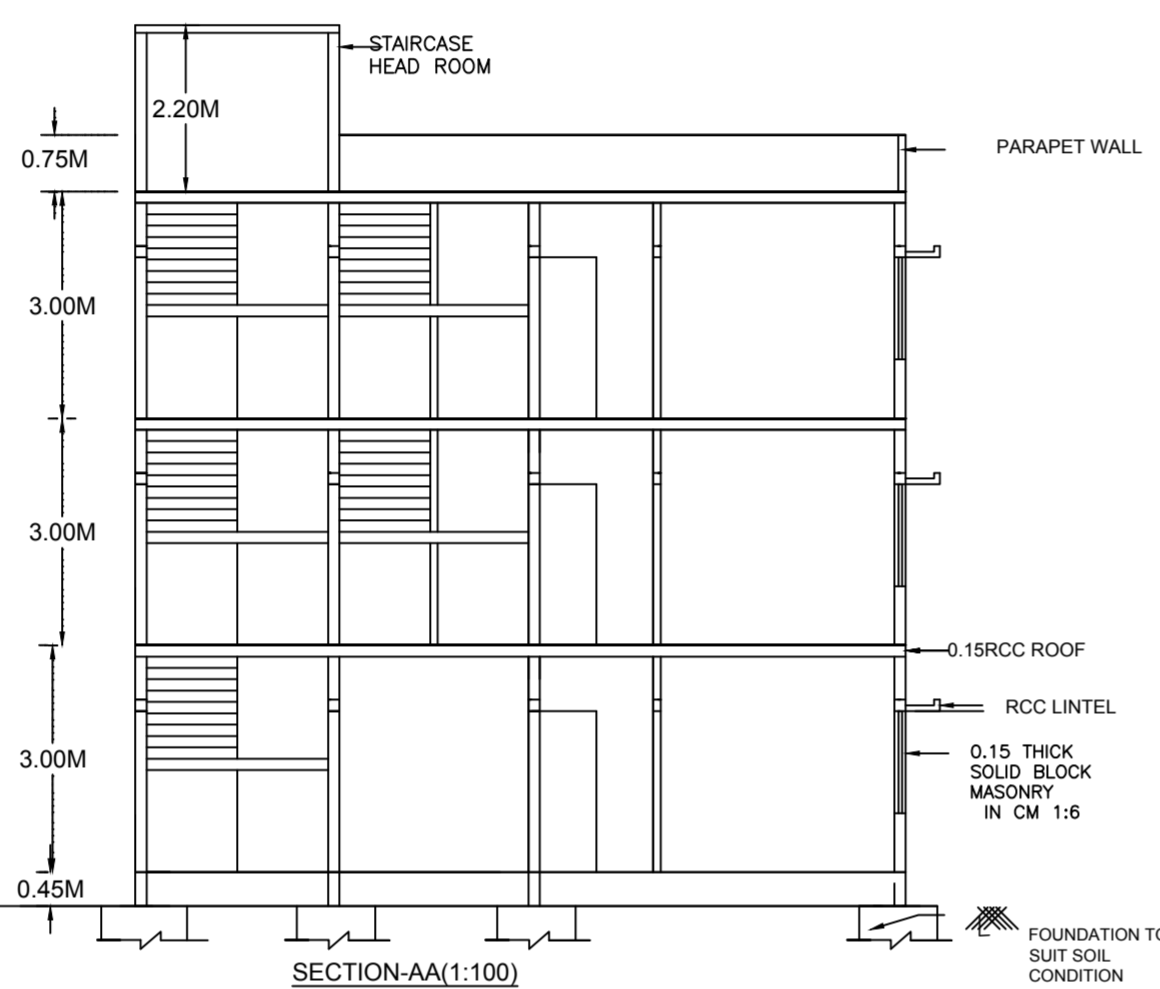 STAIRCASE
HEAD ROOM
2.20M
0.75M
PARAPET WALL
3.00M
3.00M
0.15RCC ROOF
RCC LINTEL
3.00M
0.15 THICK
SOLID BLOCK
MASONRY
IN CM 1:6
0.45M
FOUNDATION TO
SUIT SOIL
CONDITION
SECTION-AA(1:100)